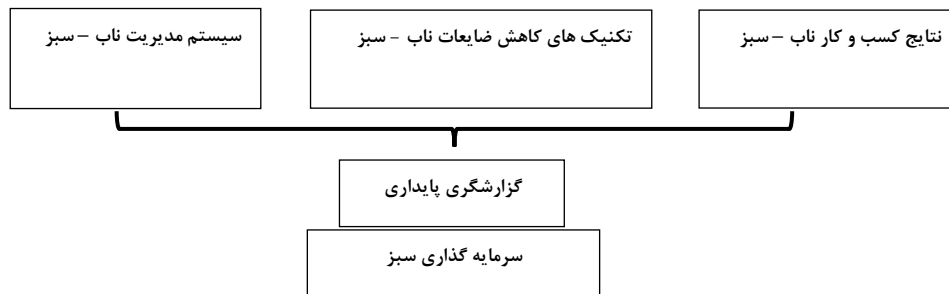 نتایج کسب و کار ناب – سبز
تکنیک های کاهش ضایعات ناب - سبز
سیستم مدیریت ناب – سبز
گزارشگری پایداری
سرمایه گذاری سبز